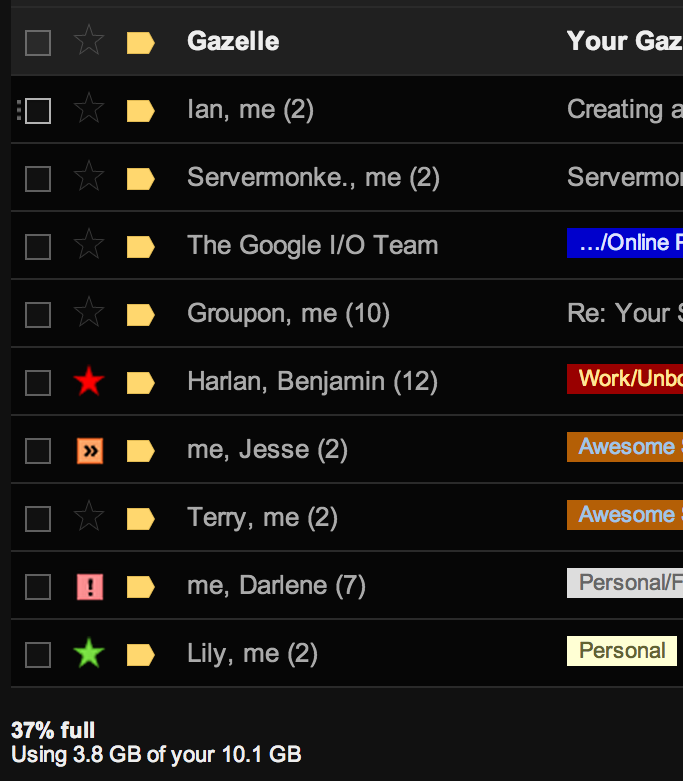 Gazelle Your Gaz
Ian, me (2) Creating a
Servermonke., me (2) Servermon
The Google I/O Team …/Online F
Groupon, me (10) Re: Your S
Harlan, Benjamin (12) Work/Unbo
» me, Jesse (2) Awesome S
Terry, me (2) Awesome S
! me, Darlene (7) Personal/F
Lily, me (2) Personal
37% full
Using 3.8 GB of your 10.1 GB